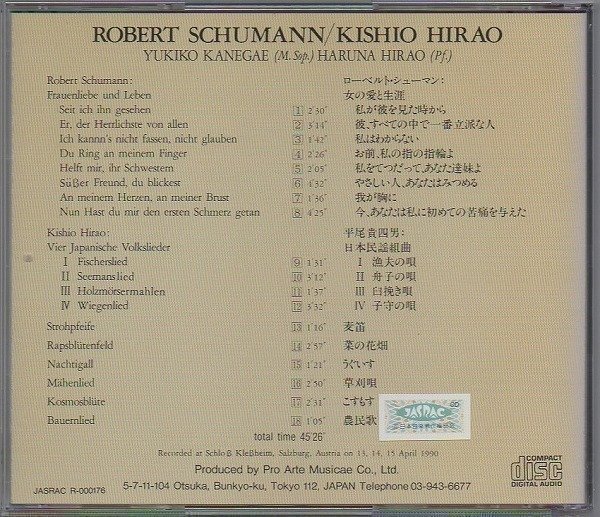 ROBERT SCHUMANN/KISHIO HIRAO
YUKIKO KANEGAE (M. Sop.) HARUNA HIRAO (Pf.)
Robert Schumann: ローベルト・シューマン:
Frauenliebe und Leben 女の愛と生涯
Seit ich ihn gesehen 1 2'30" 私が彼を見た時から
Er, der Herrlichste von allen 2 3'14" 彼、すべての中で一番立派な人
Ich kannn's nicht fassen, nicht glauben 3 1'42" 私はわからない
Du Ring an meinem Finger 4 2'26" お前、私の指の指輪よ
Helft mir, ihr Schwestern 5 2'05" 私をてつだって、あなた達妹よ
Süßer Freund, du blickest 6 4'32" やさしい人、あなたはみつめる
An meinem Herzen, an meiner Brust 7 1'36" 我が胸に
Nun Hast du mir den ersten Schmerz getan 8 4'25" 今、あなたは私に初めての苦痛を与えた
Kishio Hirao: 平尾貴四男:
Vier Japanische Volkslieder 日本民謡組曲
I Fischerslied 9 1'31" I 漁夫の唄
II Seemanslied 10 3'12" II 舟子の唄
III Holzmörsermahlen 11 1'37" III 臼挽き唄
IV Wiegenlied 12 3'32" IV 子守の唄
Strohpfeife 13 1'16" 麦笛
Rapsblütenfeld 14 2'57" 菜の花畑
Nachtigall 15 1'21" うぐいす
Mähenlied 16 2'50" 草刈唄
Kosmosblüte 17 2'31" こすもす
Bauernlied 18 1'05" 農民歌
JASRAC
total time 45'26"
Recorded at Schloß Kleßheim, Salzburg, Austria on 13, 14, 15 April 1990
Produced by Pro Arte Musicae Co., Ltd.
5-7-11-104 Otsuka, Bunkyo-ku, Tokyo 112, JAPAN Telephone 03-943-6677
JASRAC R-000176
COMPACT
disc
DIGITAL AUDIO